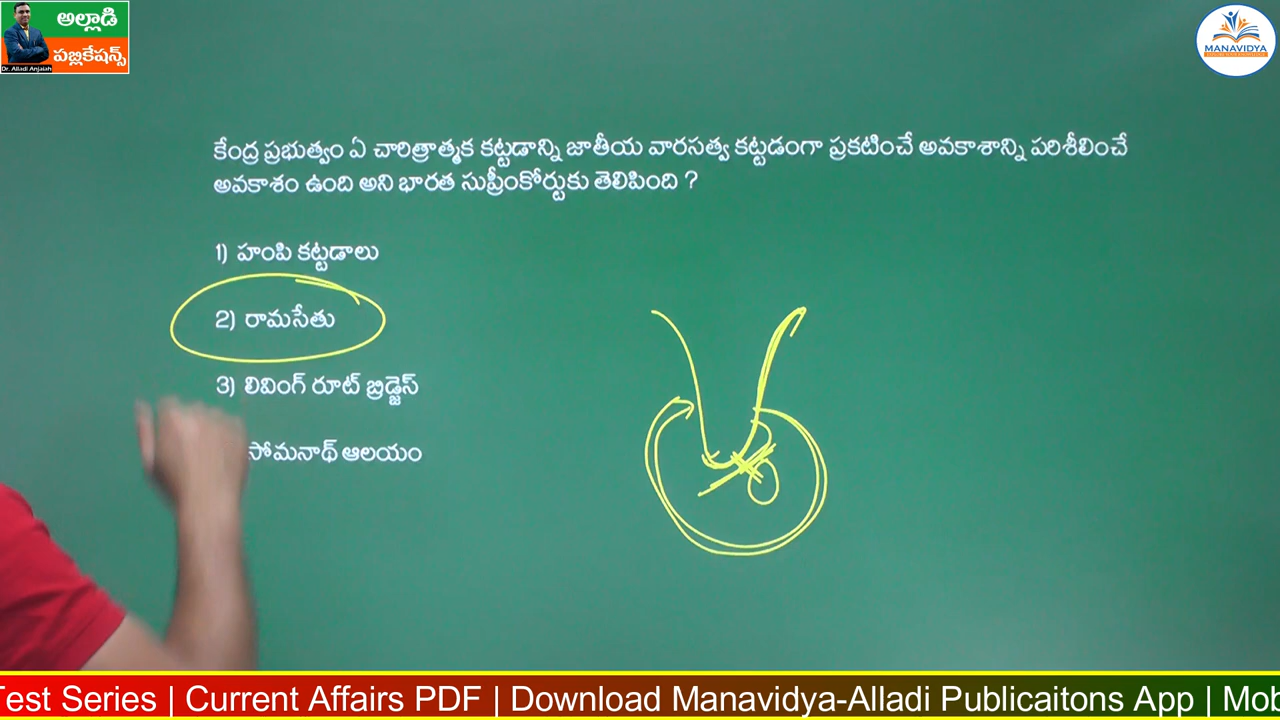 అల్లాడి
పబ్లికేషన్స్
Dr. Alladi Anjaiah
MANAVIDYA
కేంద్ర ప్రభుత్వం ఏ చారిత్రాత్మక కట్టడాన్ని జాతీయ వారసత్వ కట్టడంగా ప్రకటించే అవకాశాన్ని పరిశీలించే
అవకాశం ఉంది అని భారత సుప్రీంకోర్టుకు తెలిపింది ?
1) హంపి కట్టడాలు
2) రామసేతు
3) లివింగ్ రూట్ బ్రిడ్జెస్
సోమనాథ్ ఆలయం
Test Series | Current Affairs PDF | Download Manavidya-Alladi Publicaitons App | Mob